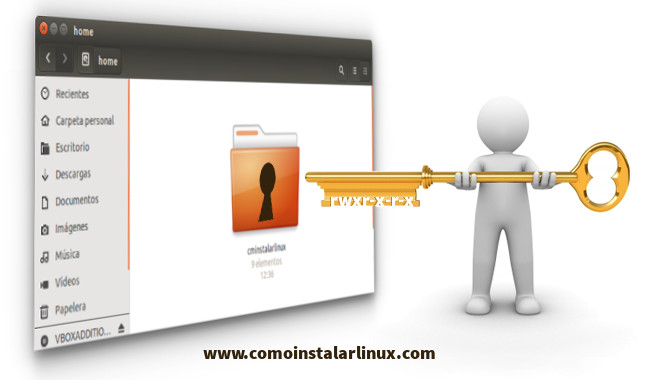 home
home
Recientes
Carpeta personal
Escritorio
Descargas
Documentos
Imágenes
Música
Vídeos
Papelera
VBOXADDITIO...
cminstalarlinux
9 elementos
12:36
rwxr-x-r-x
www.comoinstalarlinux.com